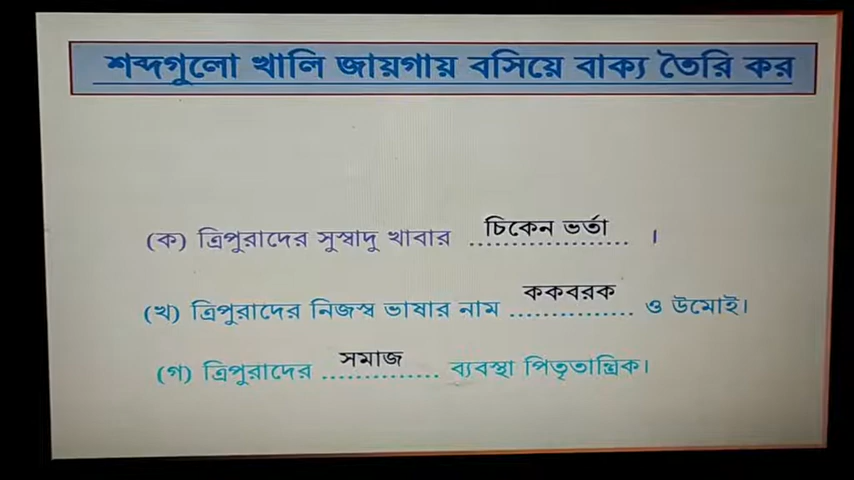 শব্দগুলো খালি জায়গায় বসিয়ে বাক্য তৈরি কর
(ক) ত্রিপুরাদের সুস্বাদু খাবার চিকেন ভর্তা ।
(খ) ত্রিপুরাদের নিজস্ব ভাষার নাম ককবরক ও উমোই।
(গ) ত্রিপুরাদের সমাজ ব্যবস্থা পিতৃতান্ত্রিক।